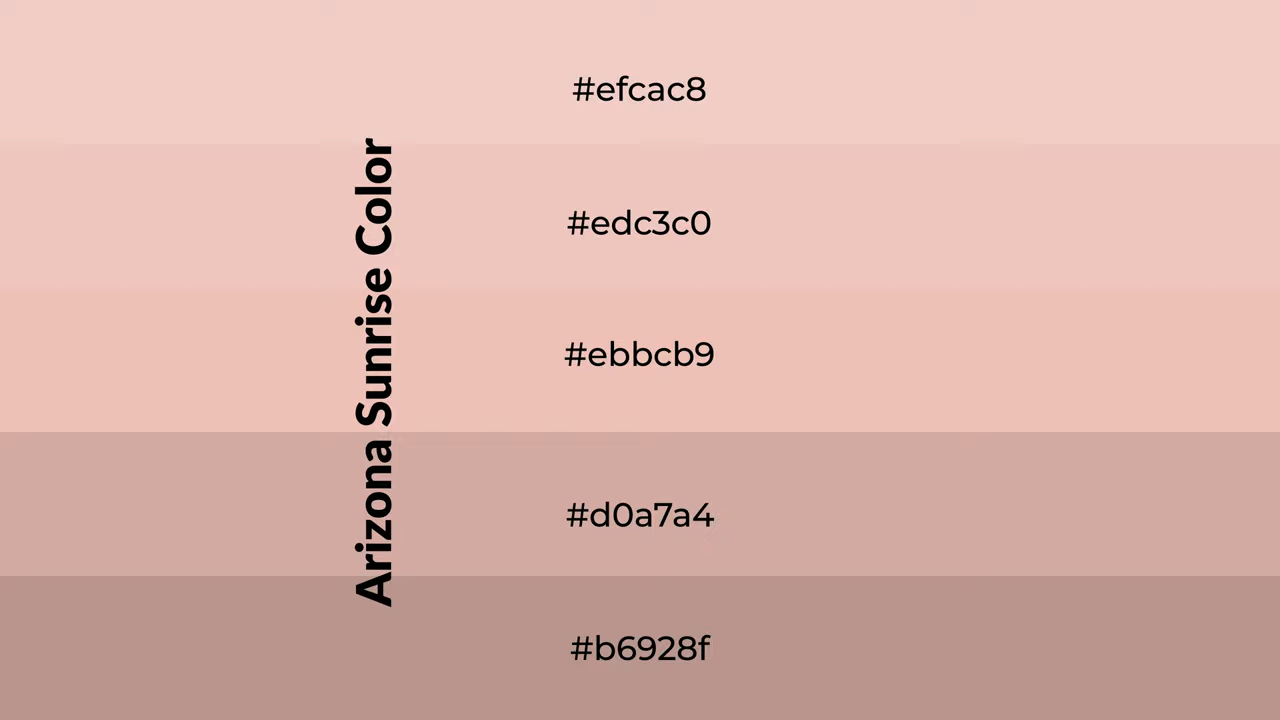 Arizona Sunrise Color
#efcac8
#edc3c0
#ebbcb9
#d0a7a4
#b6928f